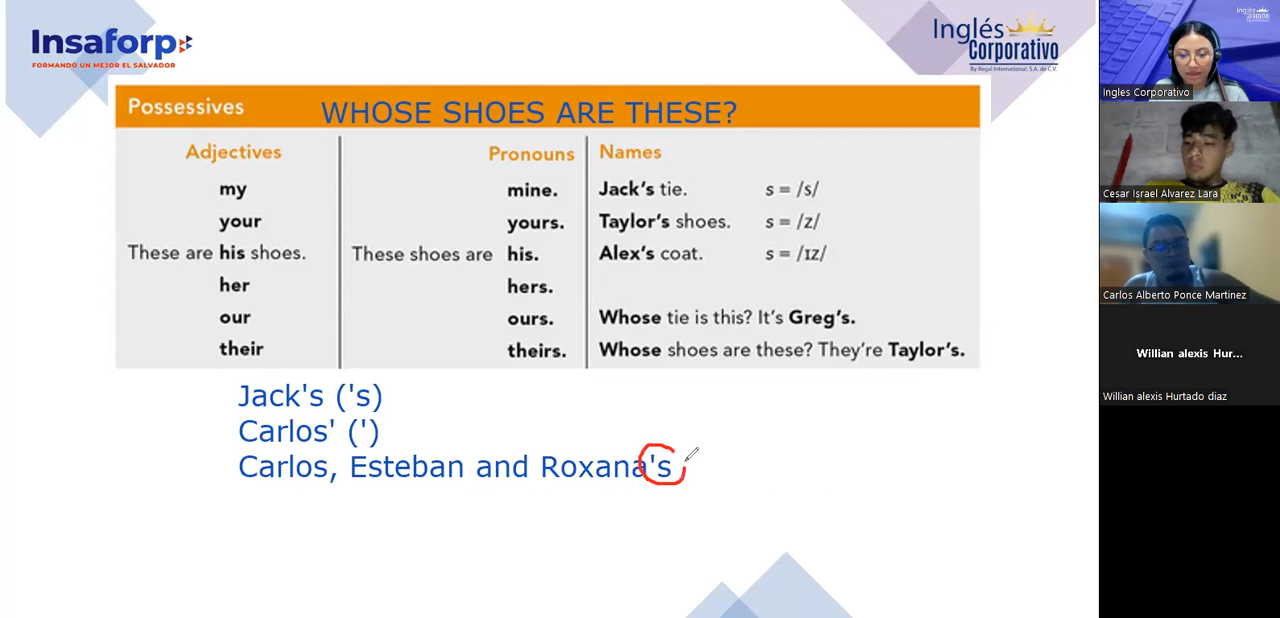 Insaforp
FORMANDO UN MEJOR EL SALVADOR
Inglés
Corporativo
By Regal International, S.A. de C.V.
Possessives WHOSE SHOES ARE THESE?
Adjectives Pronouns Names
my mine. Jack's tie. s = /s/
your yours. Taylor's shoes. s = /z/
These are his shoes. These shoes are his. Alex's coat. s = /ɪz/
her hers.
our ours. Whose tie is this? It's Greg's.
their theirs. Whose shoes are these? They're Taylor's.
Jack's ('s)
Carlos' (')
Carlos, Esteban and Roxana's
Ingles Corporativo
Cesar Israel Alvarez Lara
Carlos Alberto Ponce Martinez
Willian alexis Hur...
Willian alexis Hurtado diaz